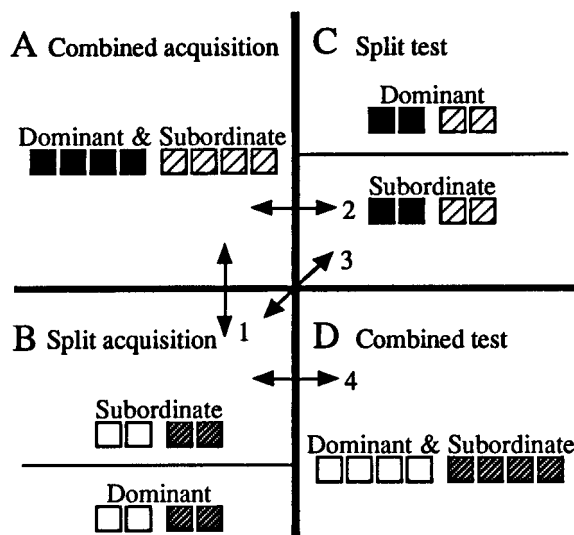 A Combined acquisition
Dominant & Subordinate
C Split test
Dominant
Subordinate
2
3
1
B Split acquisition
Subordinate
Dominant
D Combined test
4
Dominant & Subordinate